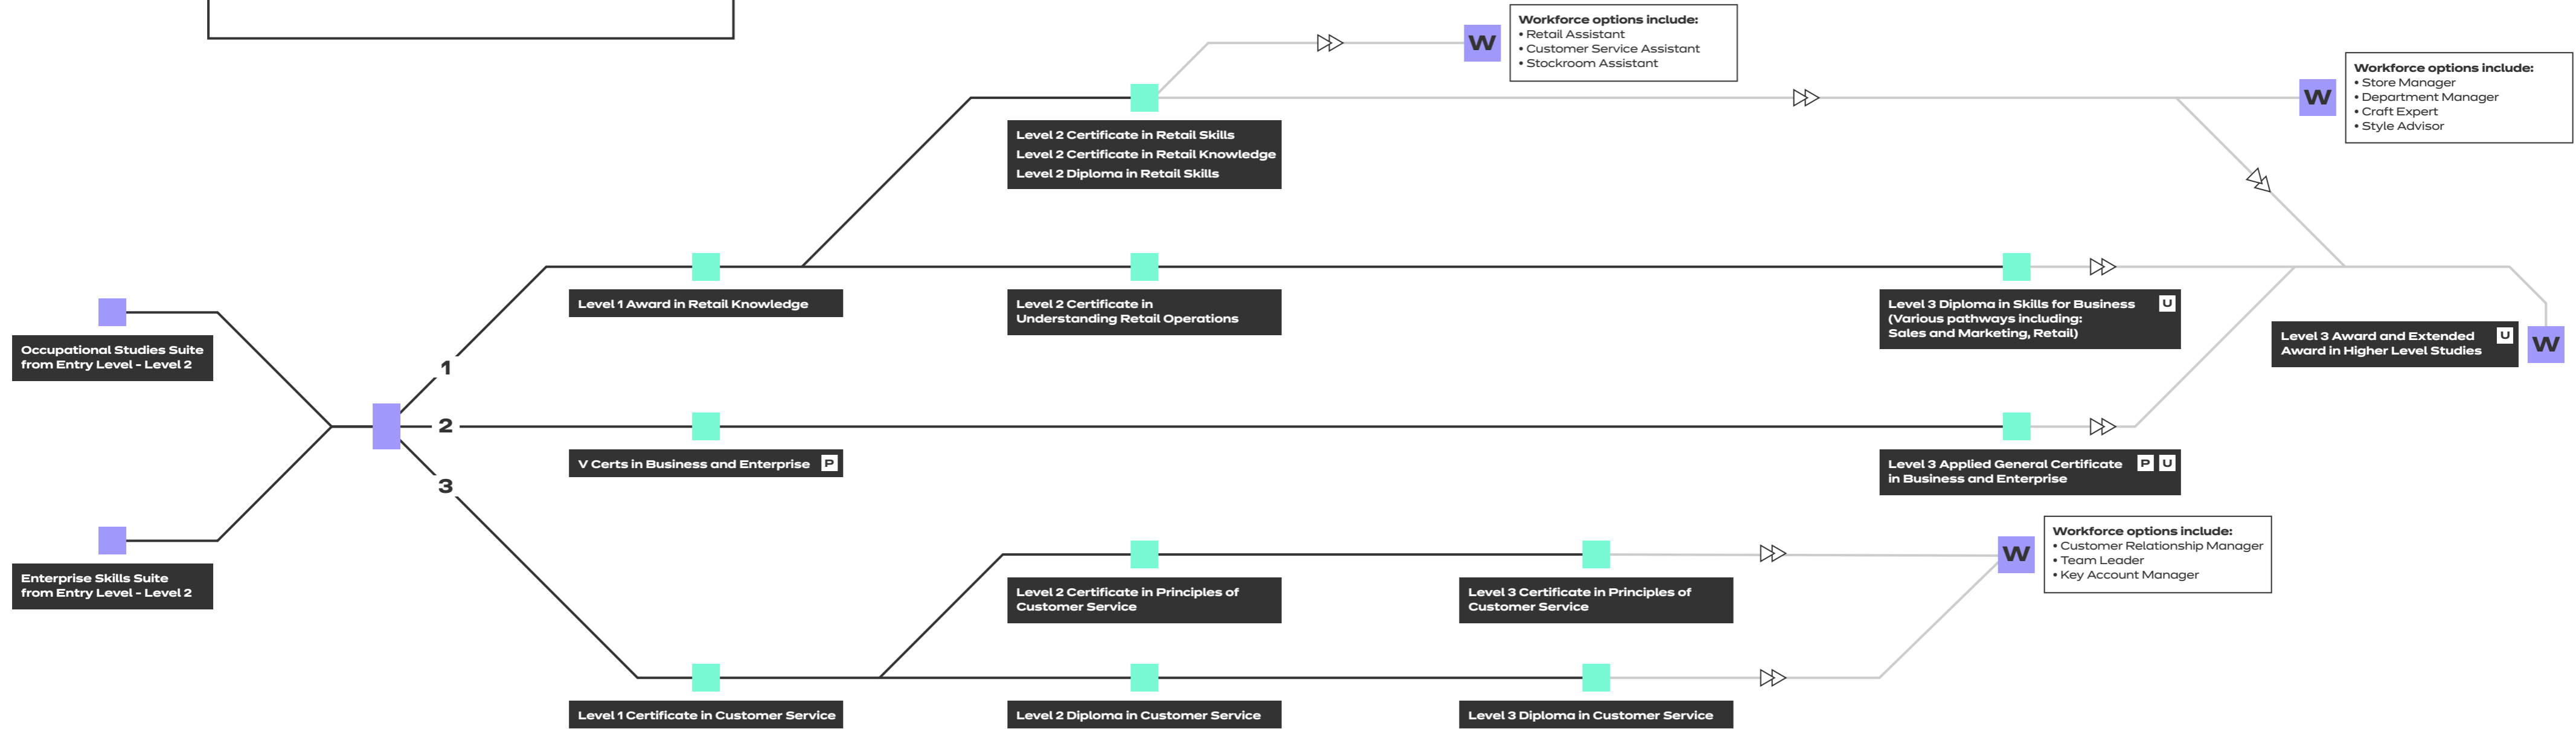 W
Workforce options include:
• Retail Assistant
• Customer Service Assistant
• Stockroom Assistant
W
Workforce options include:
• Store Manager
• Department Manager
• Craft Expert
• Style Advisor
Level 2 Certificate in Retail Skills
Level 2 Certificate in Retail Knowledge
Level 2 Diploma in Retail Skills
Level 1 Award in Retail Knowledge
Level 2 Certificate in
Understanding Retail Operations
Level 3 Diploma in Skills for Business U
(Various pathways including:
Sales and Marketing, Retail)
Level 3 Award and Extended U
Award in Higher Level Studies
W
Occupational Studies Suite
from Entry Level - Level 2
1
2
3
V Certs in Business and Enterprise P
Level 3 Applied General Certificate P U
in Business and Enterprise
Enterprise Skills Suite
from Entry Level - Level 2
Level 2 Certificate in Principles of
Customer Service
Level 3 Certificate in Principles of
Customer Service
W
Workforce options include:
• Customer Relationship Manager
• Team Leader
• Key Account Manager
Level 1 Certificate in Customer Service
Level 2 Diploma in Customer Service
Level 3 Diploma in Customer Service